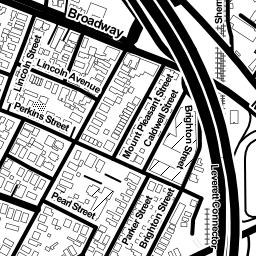 Broadway
Lincoln Street
Lincoln Avenue
Perkins Street
Mount Pleasant Street
Caldwell Street
Brighton Street
Pearl Street
Parker Street
Brighton Street
Leverett Connector